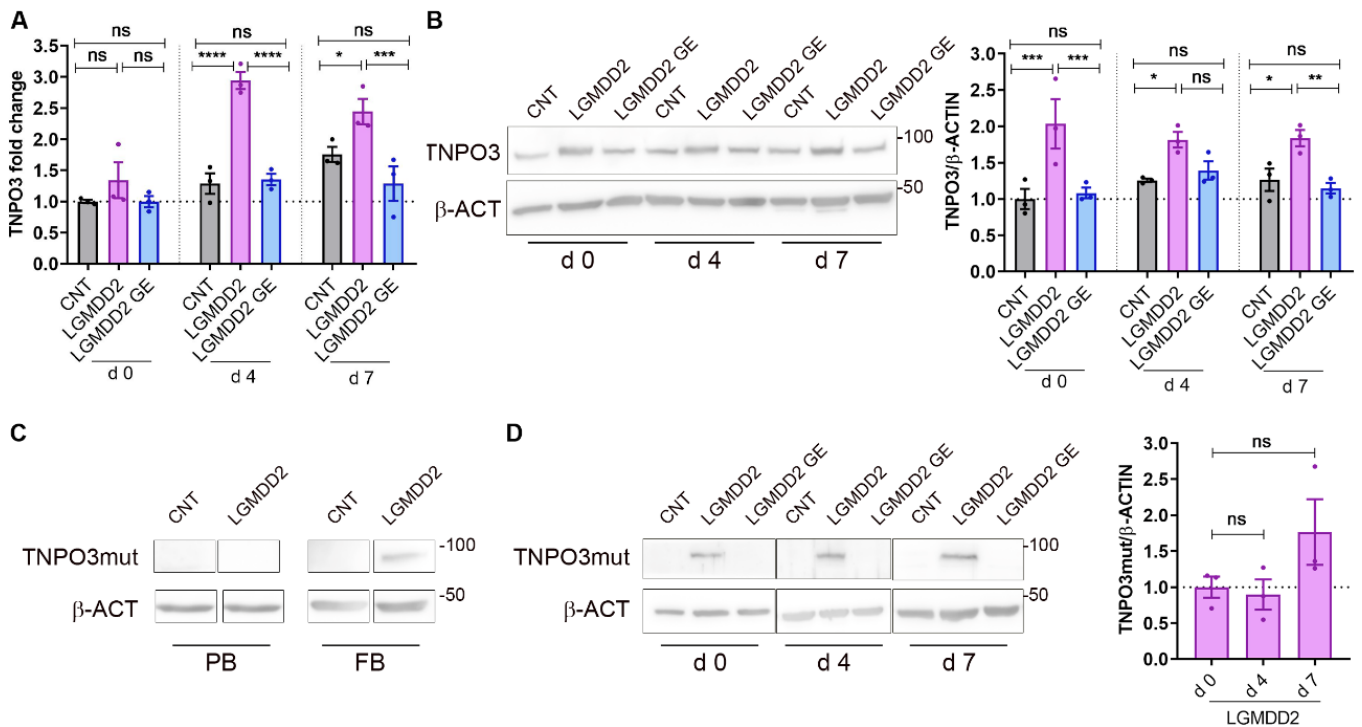 A
ns
ns
ns
ns
ns
ns
ns
**** ****
* ***
TNPO3 fold change
3.5
3.0
2.5
2.0
1.5
1.0
0.5
0.0
CNT
LGMDD2
LGMDD2 GE
CNT
LGMDD2
LGMDD2 GE
CNT
LGMDD2
LGMDD2 GE
d 0
d 4
d 7
B
CNT
LGMDD2
LGMDD2 GE
CNT
LGMDD2
LGMDD2 GE
CNT
LGMDD2
LGMDD2 GE
TNPO3
-100
β-ACT
50
d 0
d 4
d 7
ns
*** ***
ns
* ns
ns
* **
TNPO3/β-ACTIN
3.0
2.5
2.0
1.5
1.0
0.5
0.0
CNT
LGMDD2
LGMDD2 GE
CNT
LGMDD2
LGMDD2 GE
CNT
LGMDD2
LGMDD2 GE
d 0
d 4
d 7
C
CNT
LGMDD2
CNT
LGMDD2
TNPO3mut
-100
β-ACT
-50
PB
FB
D
CNT
LGMDD2
LGMDD2 GE
CNT
LGMDD2
LGMDD2 GE
CNT
LGMDD2
LGMDD2 GE
TNPO3mut
-100
β-ACT
50
d 0
d 4
d 7
ns
ns
TNPO3mut/β-ACTIN
3.0
2.5
2.0
1.5
1.0
0.5
0.0
d 0
d 4
d 7
LGMDD2